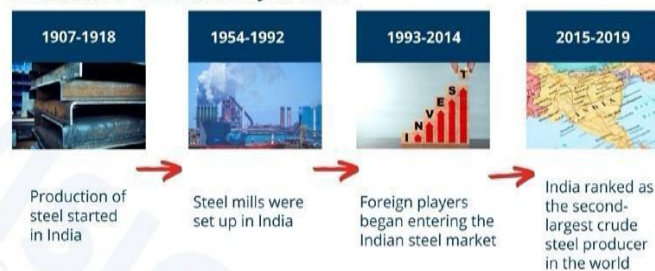 1907-1918
1954-1992
1993-2014
2015-2019
INVEST
INDIA
Production of
steel started
in India
Steel mills were
set up in India
Foreign players
began entering the
Indian steel market
India ranked as
the second-
largest crude
steel producer
in the world